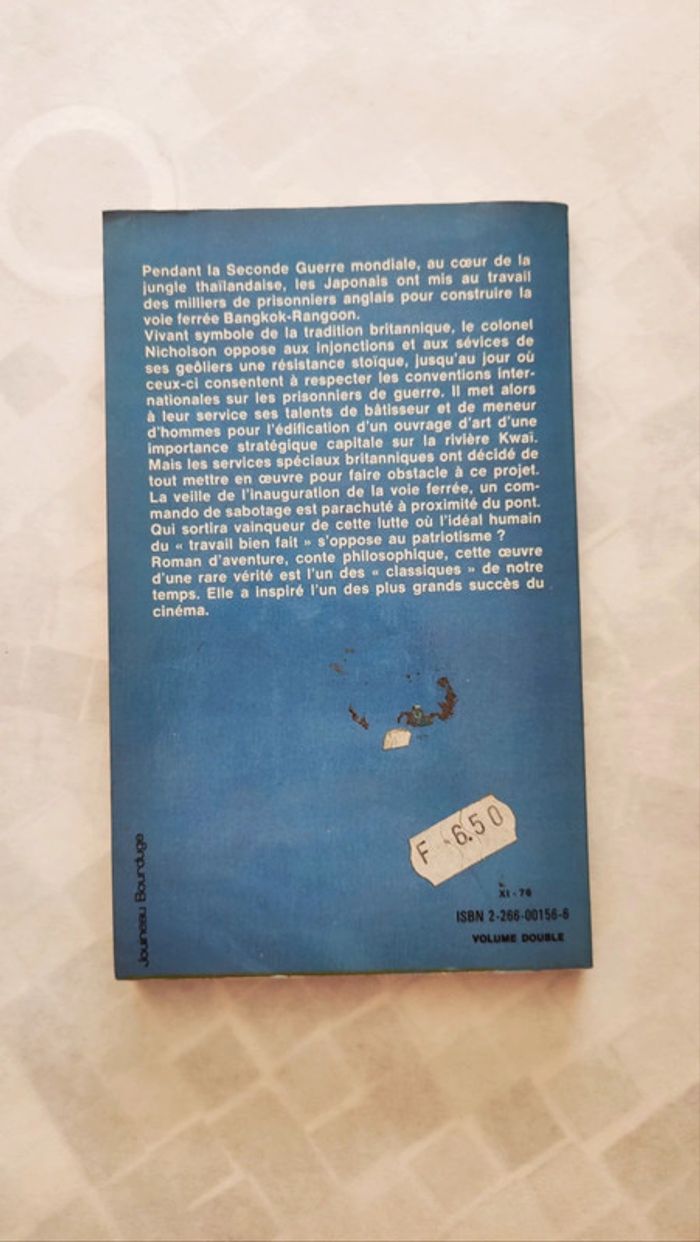 Pendant la Seconde Guerre mondiale, au cœur de la
jungle thaïlandaise, les Japonais ont mis au travail
des milliers de prisonniers anglais pour construire la
voie ferrée Bangkok-Rangoon.
Vivant symbole de la tradition britannique, le colonel
Nicholson oppose aux injonctions et aux sévices de
ses geôliers une résistance stoïque, jusqu'au jour où
ceux-ci consentent à respecter les conventions inter-
nationales sur les prisonniers de guerre. Il met alors
à leur service ses talents de bâtisseur et de meneur
d'hommes pour l'édification d'un ouvrage d'art d'une
importance stratégique capitale sur la rivière Kwai.
Mais les services spéciaux britanniques ont décidé de
tout mettre en œuvre pour faire obstacle à ce projet.
La veille de l'inauguration de la voie ferrée, un com-
mando de sabotage est parachuté à proximité du pont.
Qui sortira vainqueur de cette lutte où l'idéal humain
du « travail bien fait » s'oppose au patriotisme ?
Roman d'aventure, conte philosophique, cette œuvre
d'une rare vérité est l'un des « classiques » de notre
temps. Elle a inspiré l'un des plus grands succès du
cinéma.
F 6.50
XI - 76
ISBN 2-266-00156-6
VOLUME DOUBLE
Jouineau Bourduge